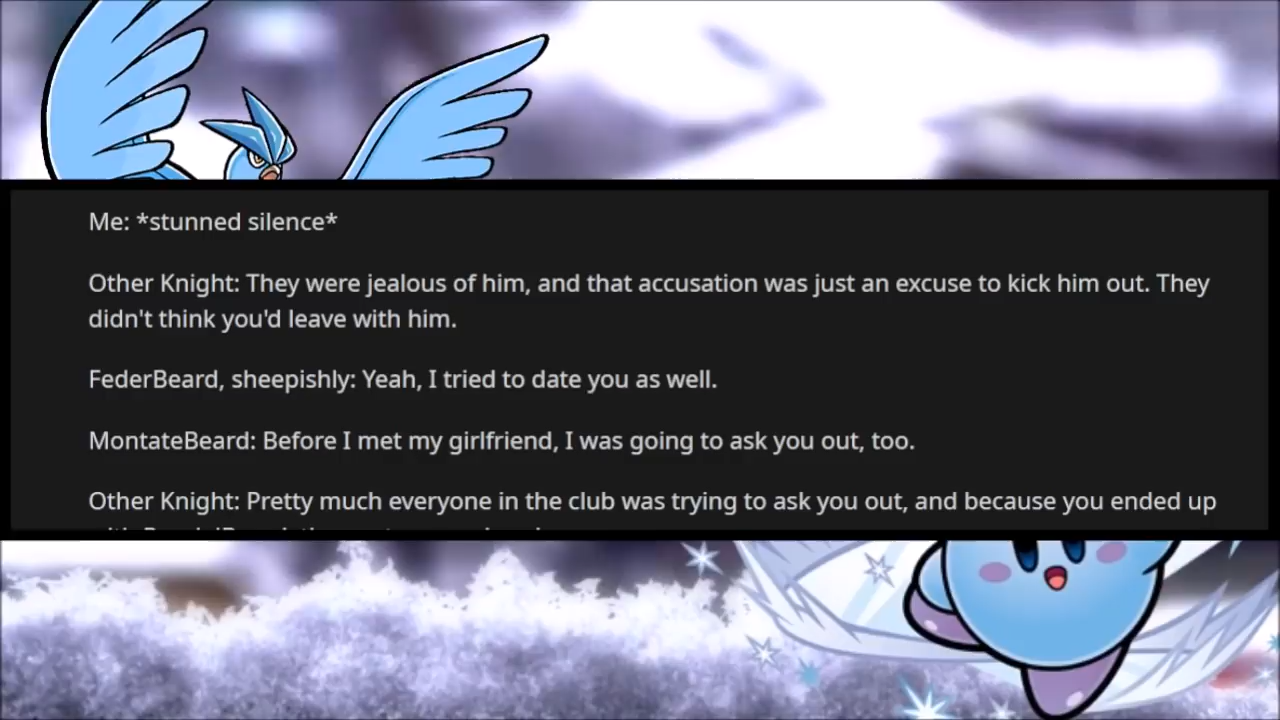 Me: *stunned silence*
Other Knight: They were jealous of him, and that accusation was just an excuse to kick him out. They
didn't think you'd leave with him.
FederBeard, sheepishly: Yeah, I tried to date you as well.
MontateBeard: Before I met my girlfriend, I was going to ask you out, too.
Other Knight: Pretty much everyone in the club was trying to ask you out, and because you ended up